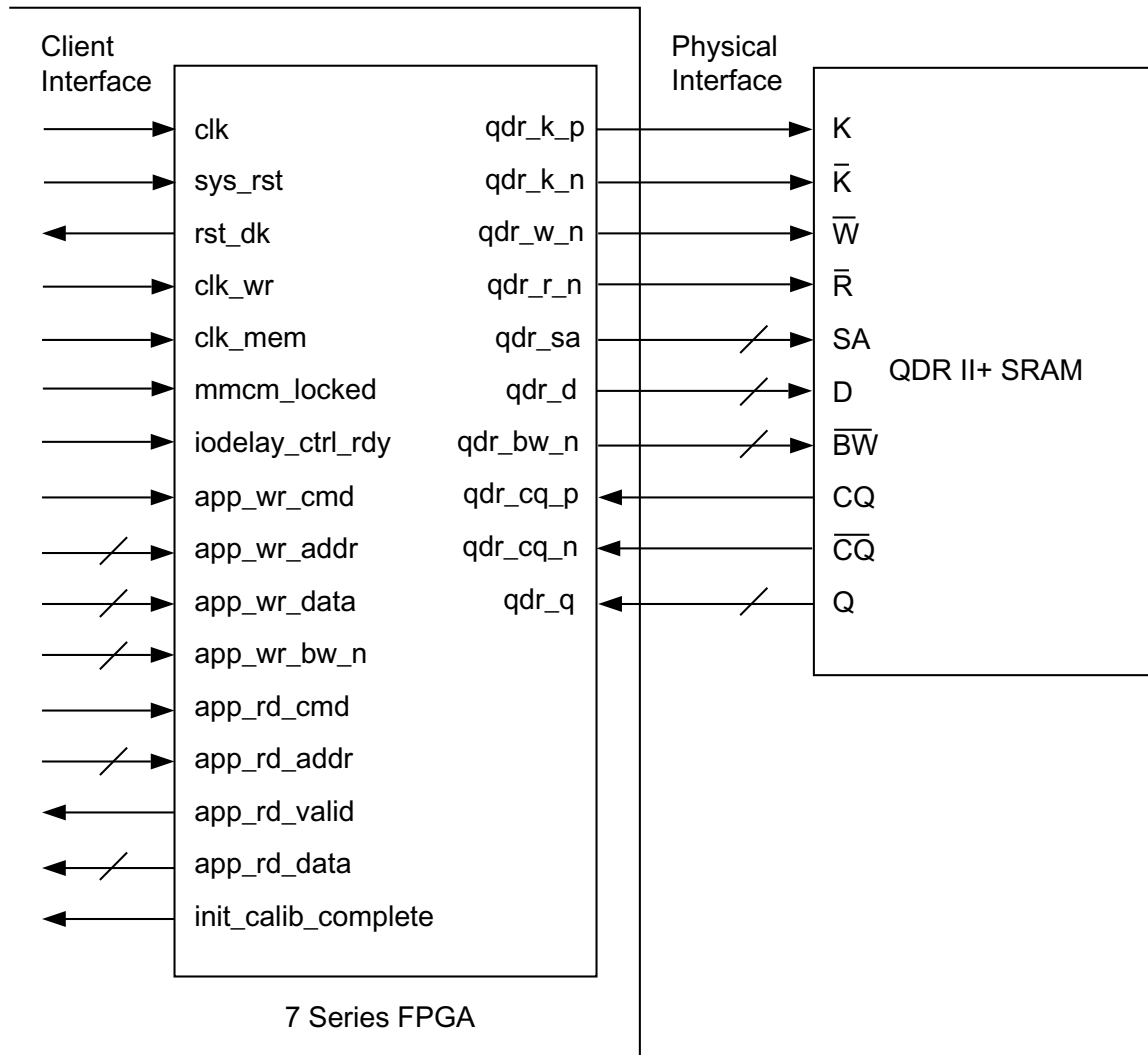 Client
Interface
Physical
Interface
clk
sys_rst
rst_dk
clk_wr
clk_mem
mmcm_locked
iodelay_ctrl_rdy
app_wr_cmd
app_wr_addr
app_wr_data
app_wr_bw_n
app_rd_cmd
app_rd_addr
app_rd_valid
app_rd_data
init_calib_complete
qdr_k_p
qdr_k_n
qdr_w_n
qdr_r_n
qdr_sa
qdr_d
qdr_bw_n
qdr_cq_p
qdr_cq_n
qdr_q
K
K̅
W̅
R̅
SA
D
B̅W̅
CQ
C̅Q̅
Q
QDR II+ SRAM
7 Series FPGA